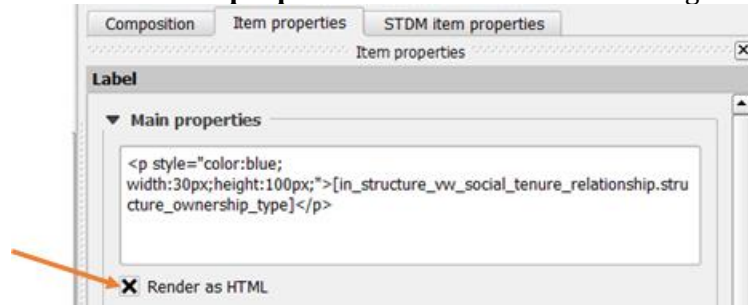 Composition Item properties STDM item properties
Item properties
Label
Main properties
<p style="color:blue;
width:30px;height:100px;">[in_structure_vw_social_tenure_relationship.stru
cture_ownership_type]</p>
Render as HTML